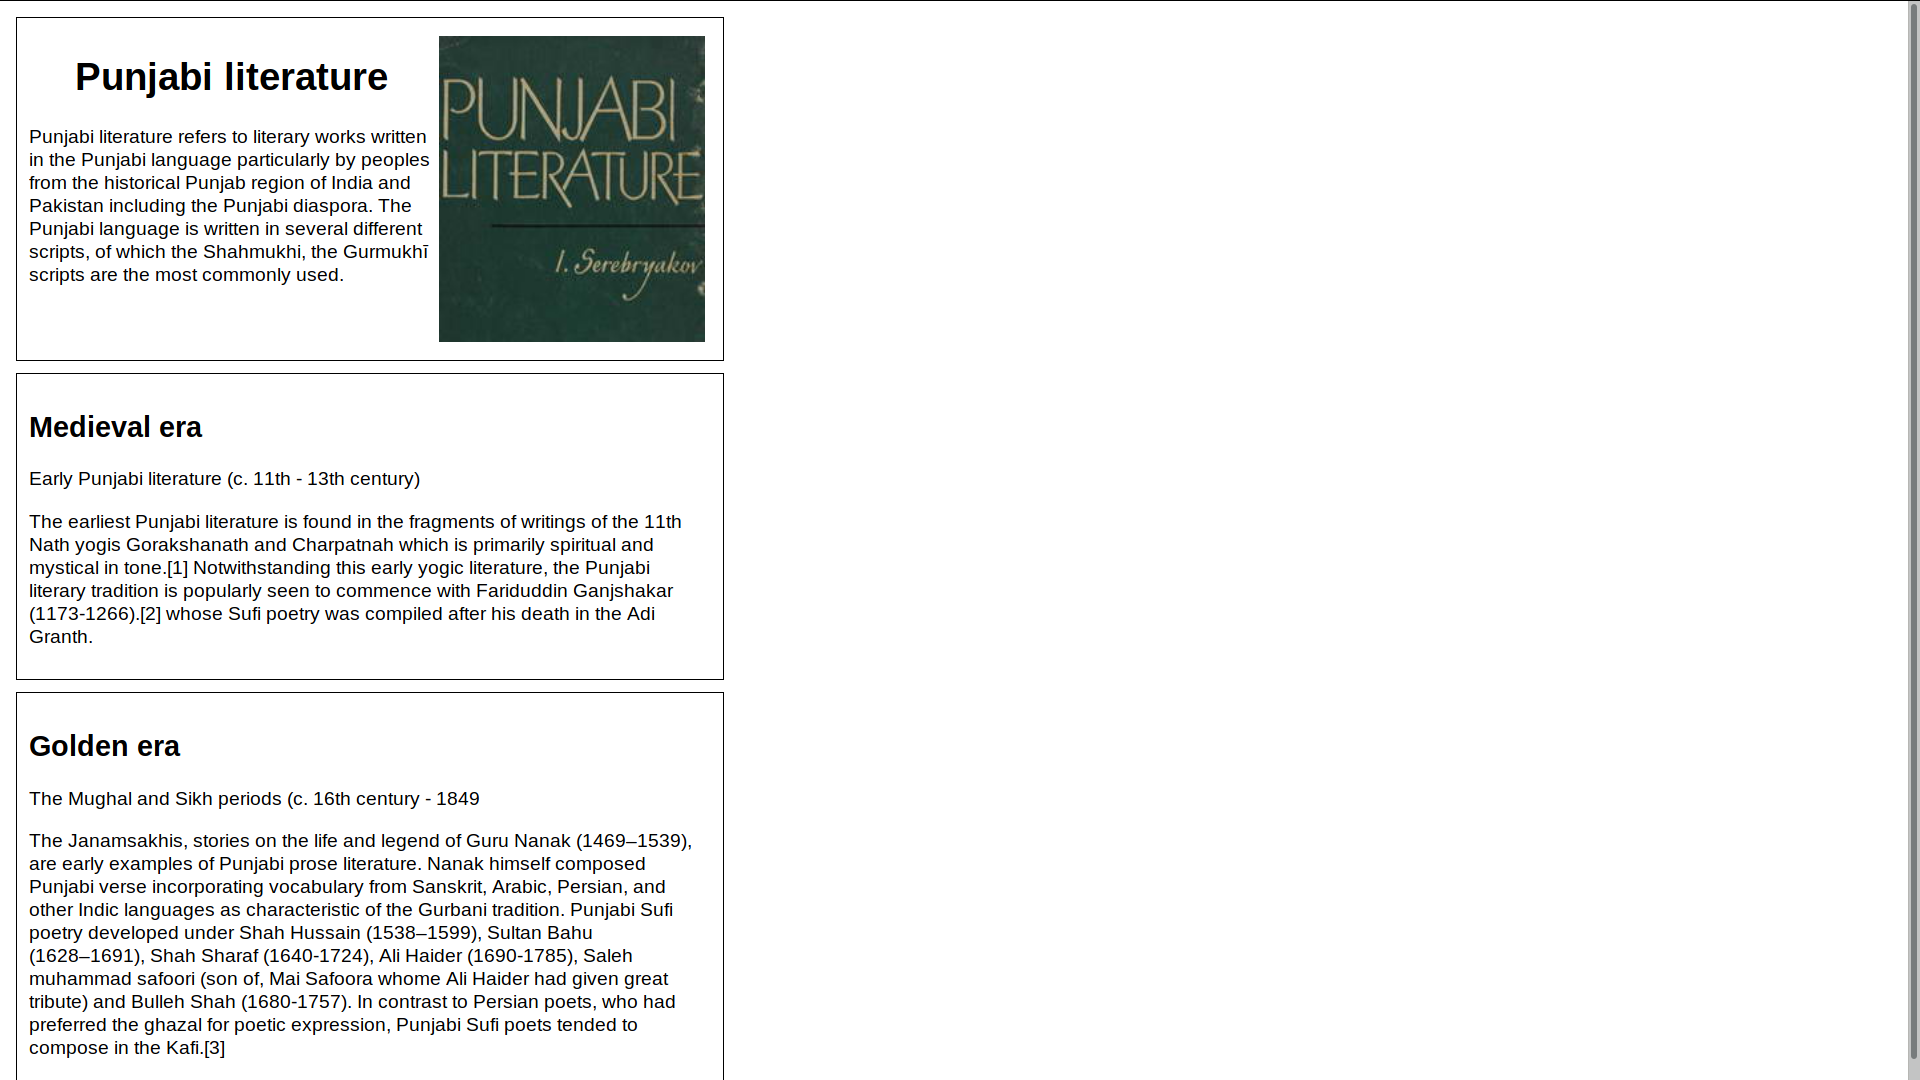 Punjabi literature
Punjabi literature refers to literary works written
in the Punjabi language particularly by peoples
from the historical Punjab region of India and
Pakistan including the Punjabi diaspora. The
Punjabi language is written in several different
scripts, of which the Shahmukhi, the Gurmukhī
scripts are the most commonly used.
PUNJABI
LITERATURE
I. Serebryakov
Medieval era
Early Punjabi literature (c. 11th - 13th century)
The earliest Punjabi literature is found in the fragments of writings of the 11th
Nath yogis Gorakshanath and Charpatnah which is primarily spiritual and
mystical in tone.[1] Notwithstanding this early yogic literature, the Punjabi
literary tradition is popularly seen to commence with Fariduddin Ganjshakar
(1173-1266).[2] whose Sufi poetry was compiled after his death in the Adi
Granth.
Golden era
The Mughal and Sikh periods (c. 16th century - 1849
The Janamsakhis, stories on the life and legend of Guru Nanak (1469–1539),
are early examples of Punjabi prose literature. Nanak himself composed
Punjabi verse incorporating vocabulary from Sanskrit, Arabic, Persian, and
other Indic languages as characteristic of the Gurbani tradition. Punjabi Sufi
poetry developed under Shah Hussain (1538–1599), Sultan Bahu
(1628–1691), Shah Sharaf (1640-1724), Ali Haider (1690-1785), Saleh
muhammad safoori (son of, Mai Safoora whome Ali Haider had given great
tribute) and Bulleh Shah (1680-1757). In contrast to Persian poets, who had
preferred the ghazal for poetic expression, Punjabi Sufi poets tended to
compose in the Kafi.[3]